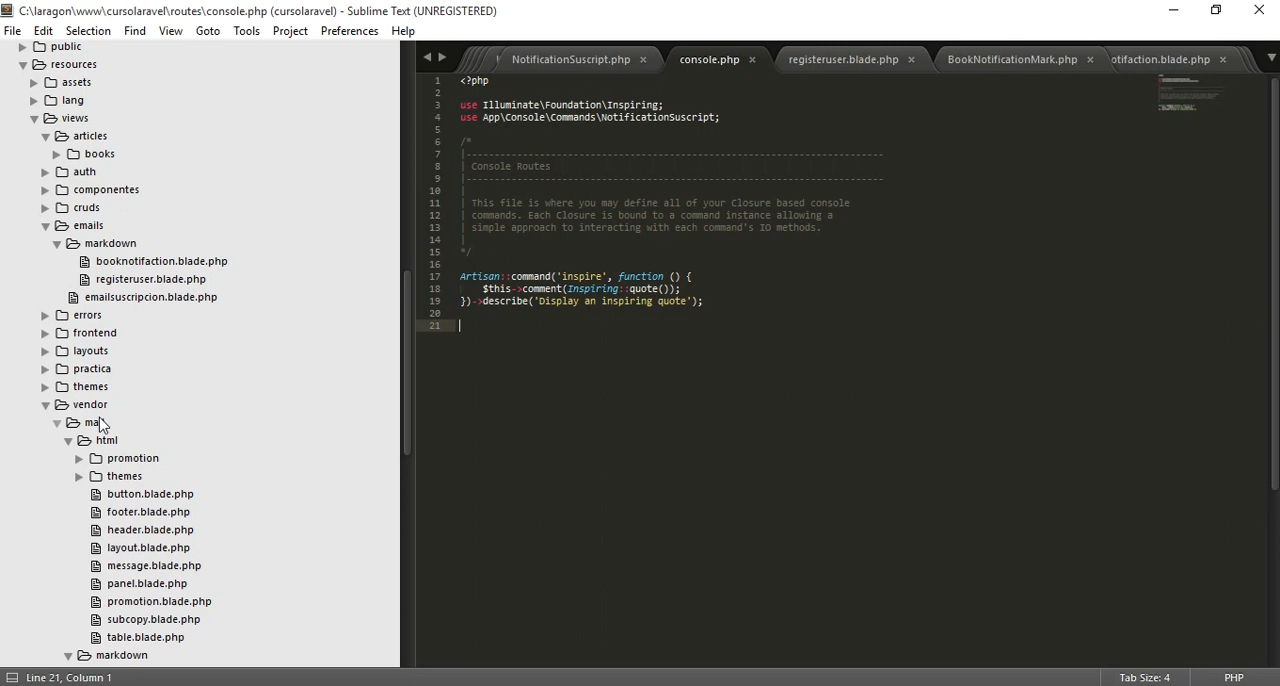 C:\laragon\www\cursolaravel\routes\console.php (cursolaravel) - Sublime Text (UNREGISTERED)
File Edit Selection Find View Goto Tools Project Preferences Help
public
resources
assets
lang
views
articles
books
auth
componentes
cruds
emails
markdown
booknotifaction.blade.php
registeruser.blade.php
emailsuscripcion.blade.php
errors
frontend
layouts
practica
themes
vendor
html
promotion
themes
button.blade.php
footer.blade.php
header.blade.php
layout.blade.php
message.blade.php
panel.blade.php
promotion.blade.php
subcopy.blade.php
table.blade.php
markdown
NotificationSuscript.php × console.php × registeruser.blade.php × BookNotificationMark.php × otifaction.blade.php ×
1 <?php
2
3 use Illuminate\Foundation\Inspiring;
4 use App\Console\Commands\NotificationSuscript;
5
6 /*
7 |--------------------------------------------------------------------------
8 | Console Routes
9 |--------------------------------------------------------------------------
10 |
11 | This file is where you may define all of your Closure based console
12 | commands. Each Closure is bound to a command instance allowing a
13 | simple approach to interacting with each command's IO methods.
14 |
15 */
16
17 Artisan::command('inspire', function () {
18 $this->comment(Inspiring::quote());
19 })->describe('Display an inspiring quote');
20
21
Line 21, Column 1 Tab Size: 4 PHP